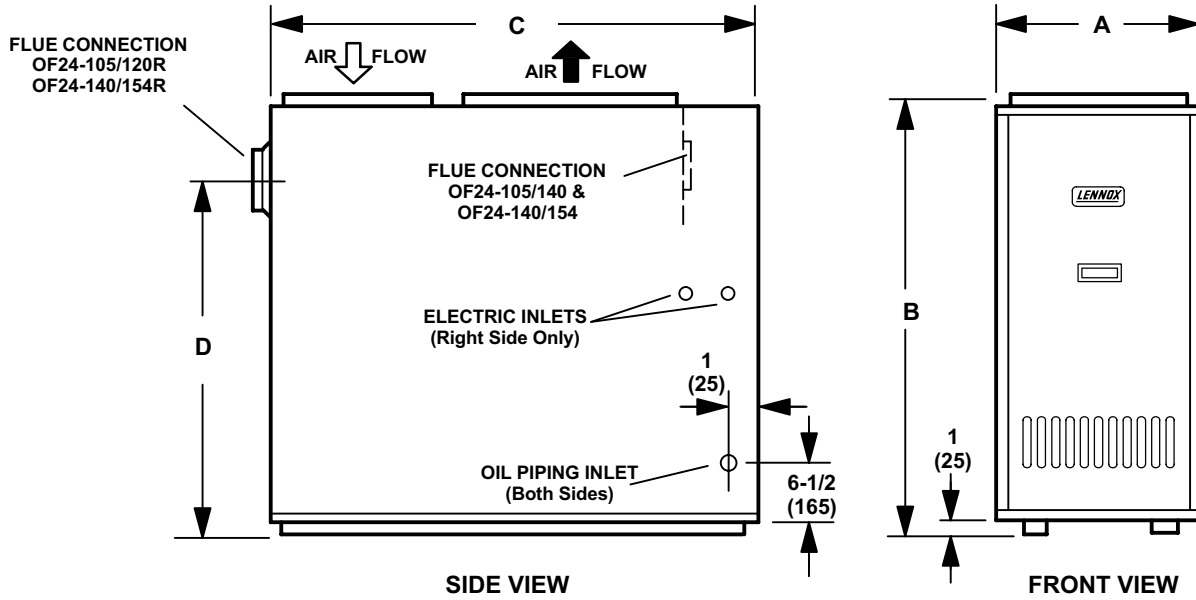 FLUE CONNECTION
OF24-105/120R
OF24-140/154R
C
AIR FLOW
AIR FLOW
FLUE CONNECTION
OF24-105/140 &
OF24-140/154
ELECTRIC INLETS
(Right Side Only)
D
1
(25)
OIL PIPING INLET
(Both Sides)
6-1/2
(165)
SIDE VIEW
A
LENNOX
B
1
(25)
FRONT VIEW